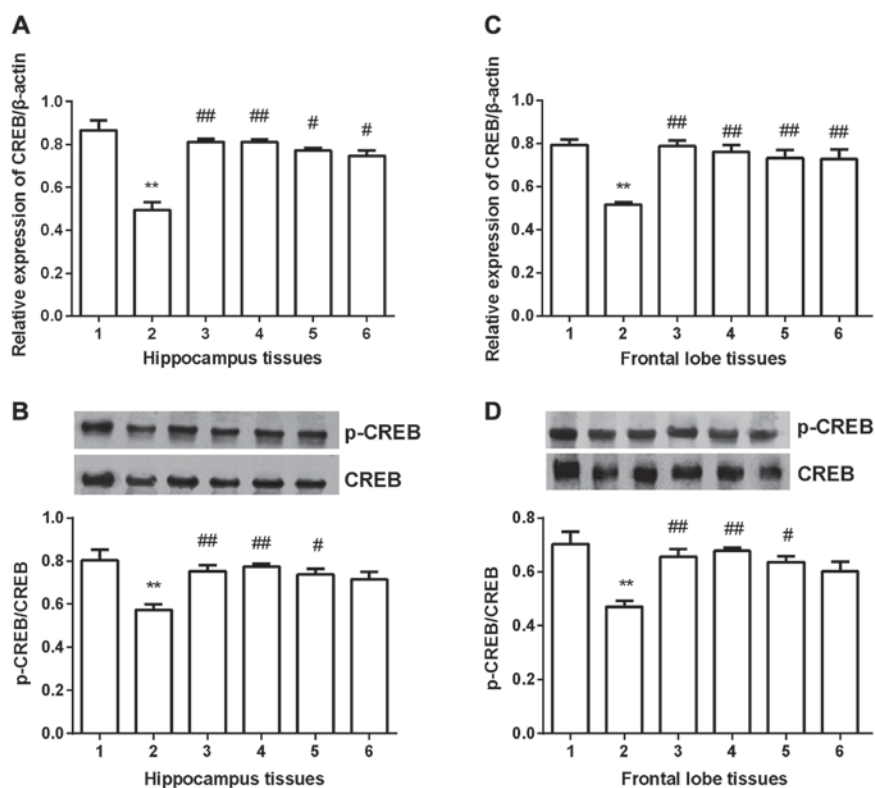 A
Relative expression of CREB/β-actin
1.0
0.8
0.6
0.4
0.2
0.0
** ## ## # #
1 2 3 4 5 6
Hippocampus tissues
C
Relative expression of CREB/β-actin
1.0
0.8
0.6
0.4
0.2
0.0
** ## ## ## ##
1 2 3 4 5 6
Frontal lobe tissues
B
p-CREB
CREB
p-CREB/CREB
1.0
0.8
0.6
0.4
0.2
0.0
** ## ## #
1 2 3 4 5 6
Hippocampus tissues
D
p-CREB
CREB
p-CREB/CREB
0.8
0.6
0.4
0.2
0.0
** ## ## #
1 2 3 4 5 6
Frontal lobe tissues